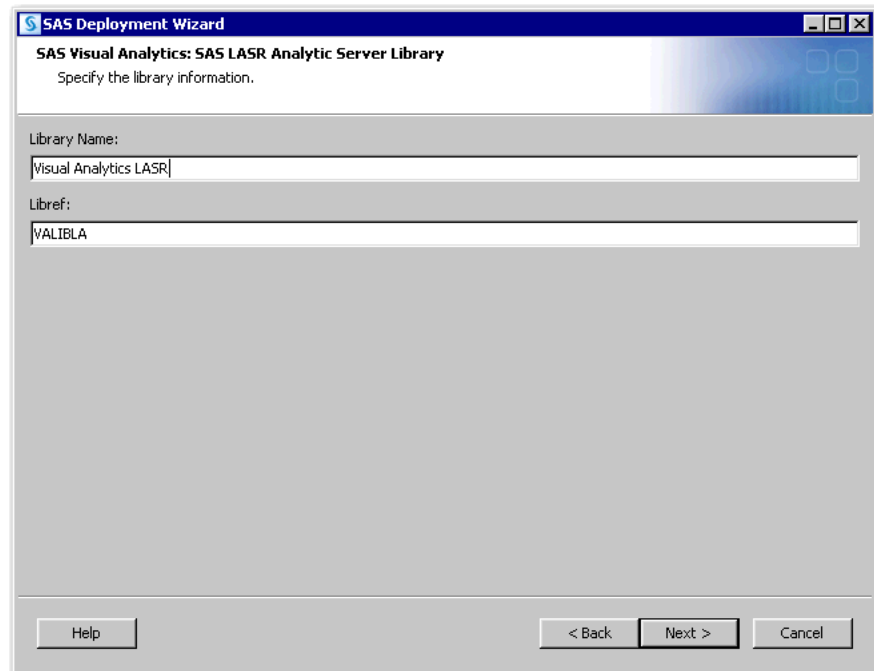 SAS Deployment Wizard
SAS Visual Analytics: SAS LASR Analytic Server Library
Specify the library information.
Library Name:
Visual Analytics LASR
Libref:
VALIBLA
Help
< Back
Next >
Cancel